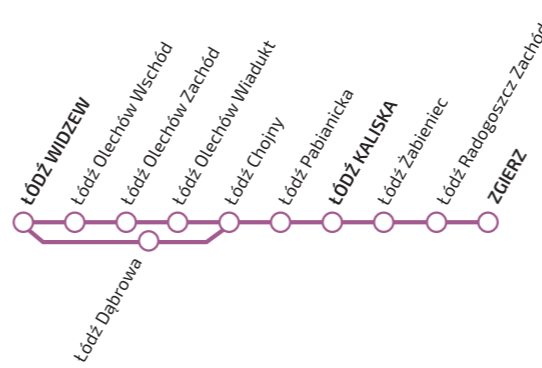 ŁÓDŹ WIDZEW
Łódź Olechów Wschód
Łódź Olechów Zachód
Łódź Olechów Wiadukt
Łódź Chojny
Łódź Pabianicka
ŁÓDŹ KALISKA
Łódź Żabieniec
Łódź Radogoszcz Zachód
ZGIERZ
Łódź Dąbrowa